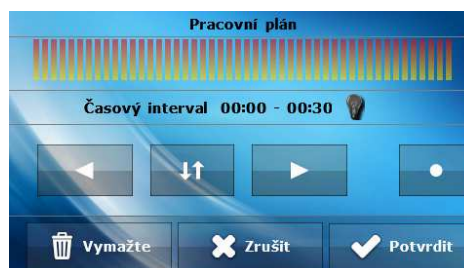 Pracovní plán
Časový interval 00:00 - 00:30
Vymažte Zrušit Potvrdit